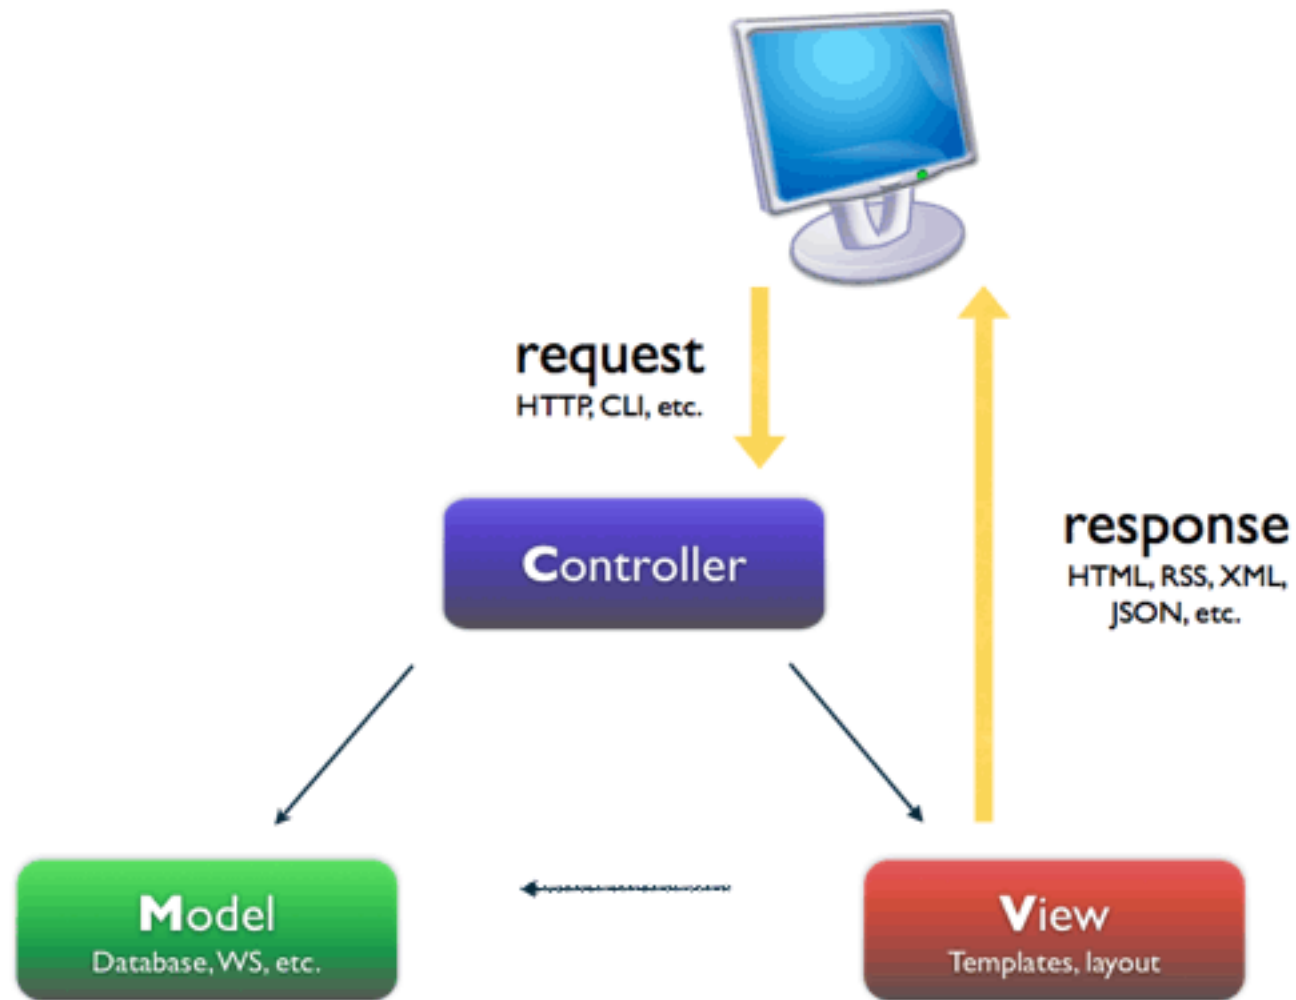 request
HTTP, CLI, etc.
Controller
response
HTML, RSS, XML,
JSON, etc.
Model
Database, WS, etc.
View
Templates, layout